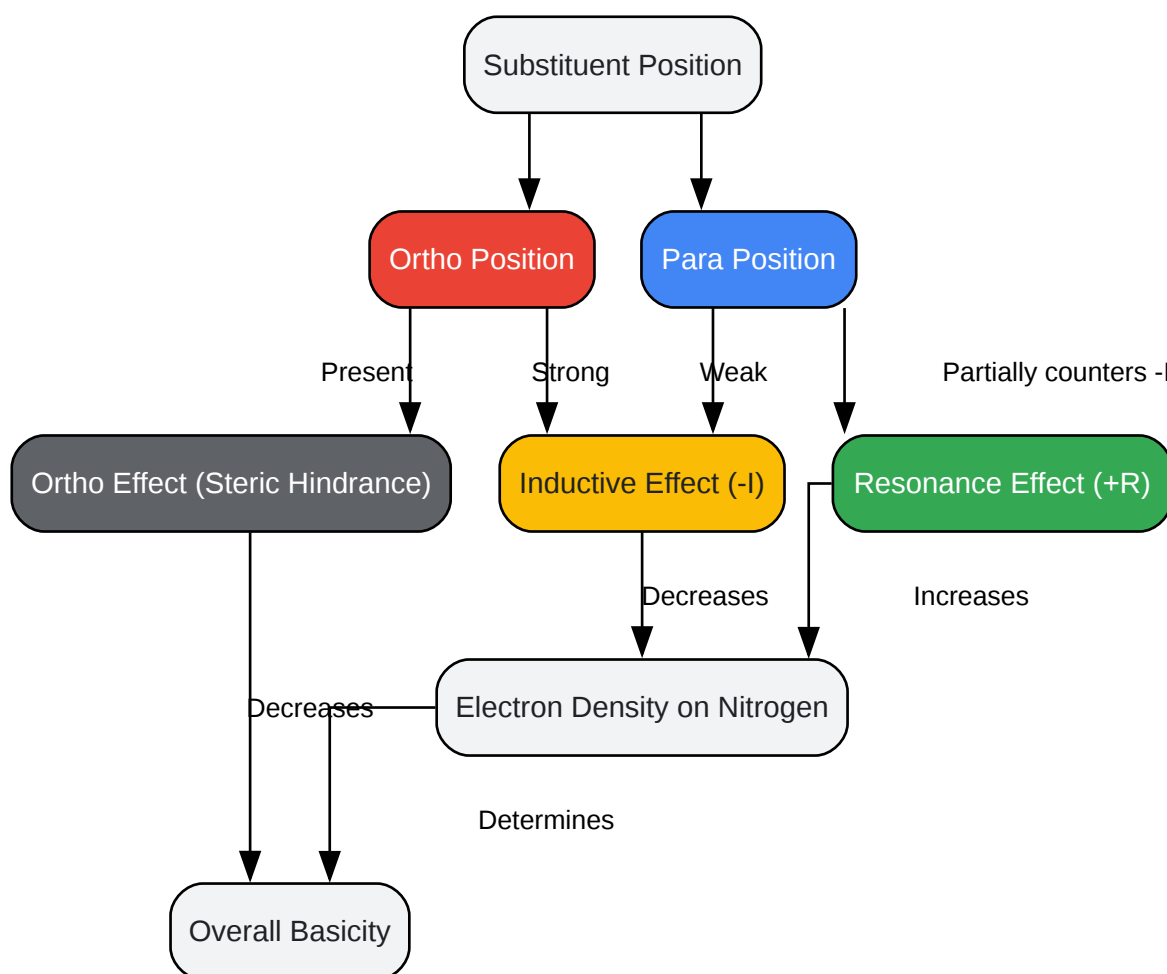 Substituent Position
Ortho Position
Para Position
Present
Strong
Weak
Partially counters -I
Ortho Effect (Steric Hindrance)
Inductive Effect (-I)
Resonance Effect (+R)
Decreases
Increases
Electron Density on Nitrogen
Decreases
Determines
Overall Basicity